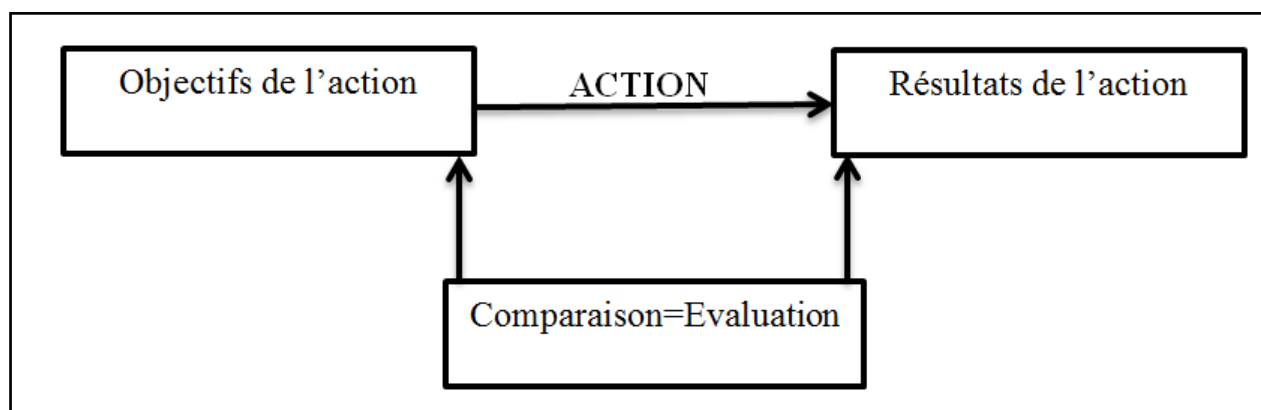 Objectifs de l’action
ACTION
Résultats de l’action
Comparaison=Evaluation